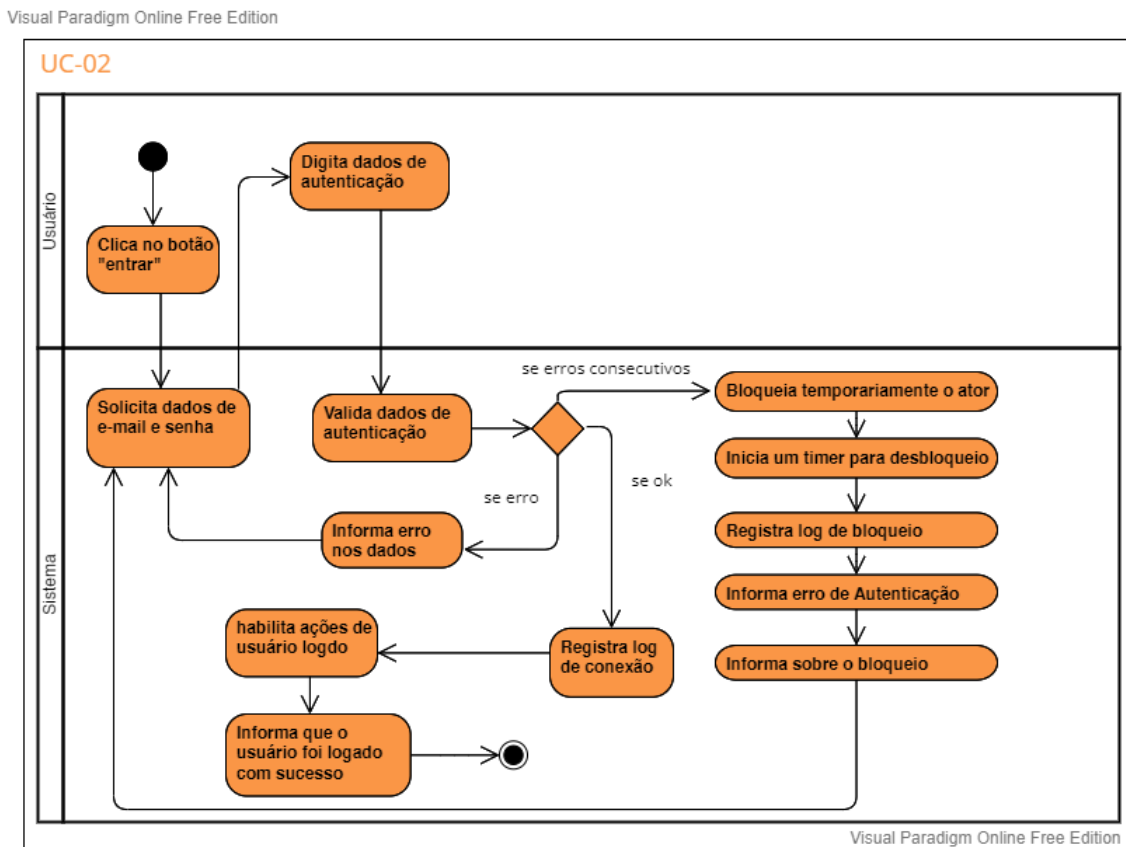 Visual Paradigm Online Free Edition
UC-02
Usuário
Digita dados de
autenticação
Clica no botão
"entrar"
Sistema
se erros consecutivos
Bloqueia temporariamente o ator
Solicita dados de
e-mail e senha
Valida dados de
autenticação
Inicia um timer para desbloqueio
se ok
se erro
Informa erro
nos dados
Registra log de bloqueio
Informa erro de Autenticação
habilita ações de
usuário logdo
Registra log
de conexão
Informa sobre o bloqueio
Informa que o
usuário foi logado
com sucesso
Visual Paradigm Online Free Edition